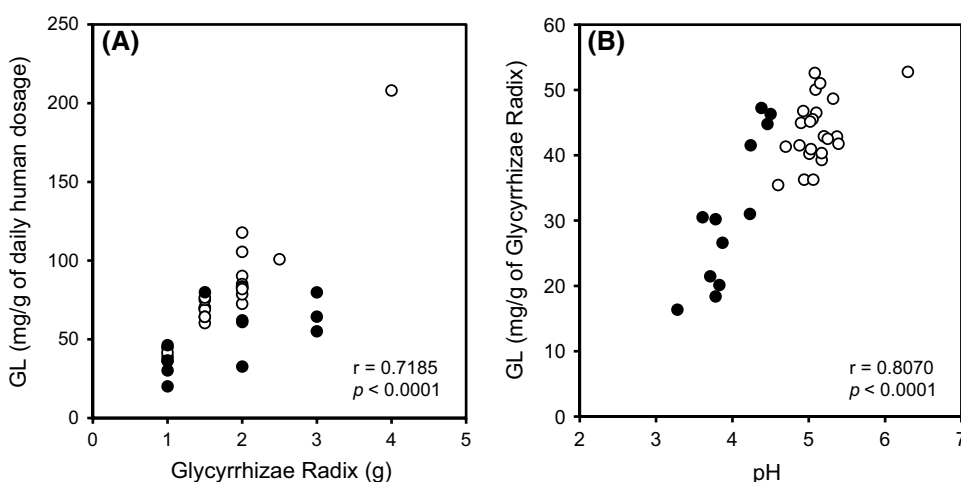 (A)
250
200
150
100
50
0
0 1 2 3 4 5
GL (mg/g of daily human dosage)
Glycyrrhizae Radix (g)
r = 0.7185
p < 0.0001
(B)
60
50
40
30
20
10
0
2 3 4 5 6 7
GL (mg/g of Glycyrrhizae Radix)
pH
r = 0.8070
p < 0.0001